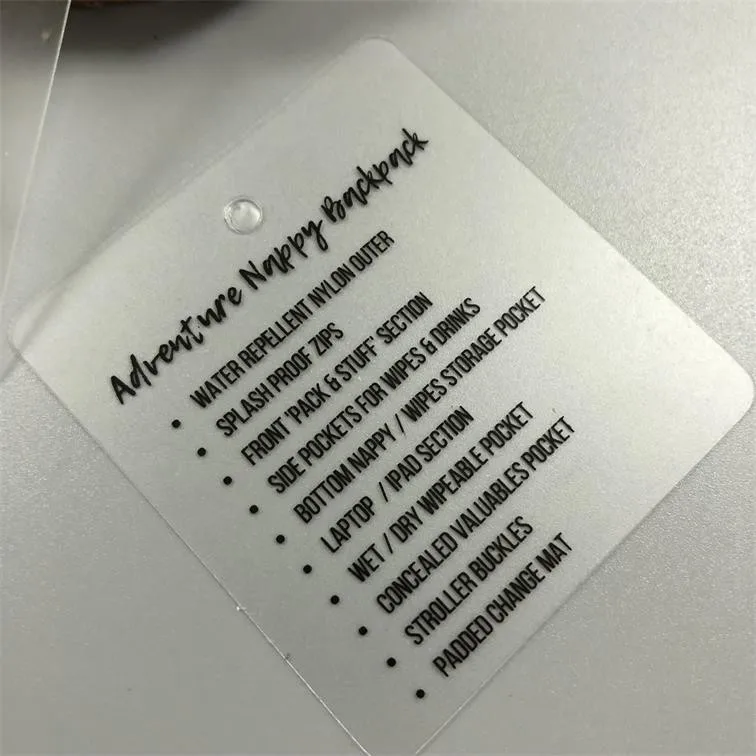 Adventure Nappy Backpack
• WATER REPELLENT NYLON OUTER
• SPLASH PROOF ZIPS
• FRONT 'PACK & STUFF' SECTION
• SIDE POCKETS FOR WIPES & DRINKS
• BOTTOM NAPPY / WIPES STORAGE POCKET
• LAPTOP / IPAD SECTION
• WET / DRY WIPEABLE POCKET
• CONCEALED VALUABLES POCKET
• STROLLER BUCKLES
• PADDED CHANGE MAT